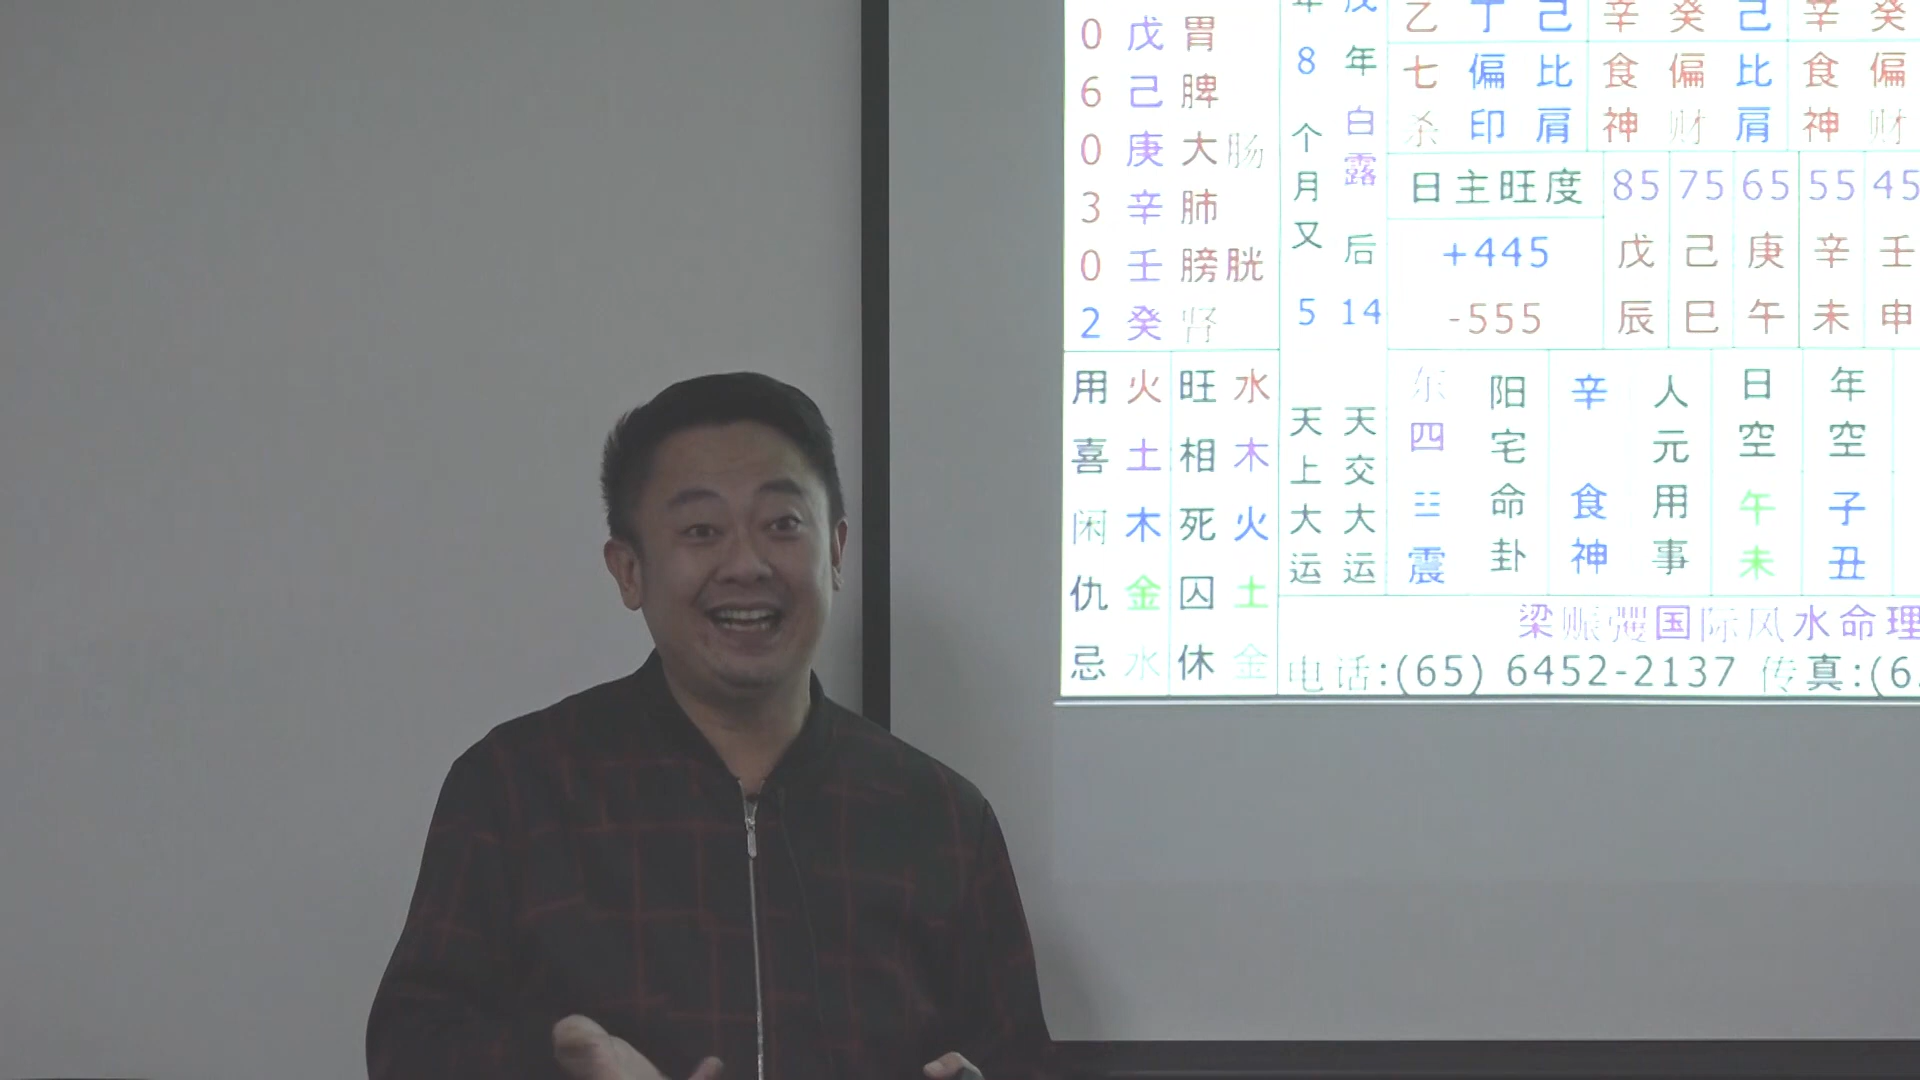 0 戊 胃
6 己 脾
0 庚 大肠
3 辛 肺
0 壬 膀胱
2 癸 肾
用 火 旺 水
喜 土 相 木
闲 木 死 火
仇 金 囚 土
忌 水 休 金
年 8 个月又 5 天上大运
戊年白露后 14 天交大运
乙 丁 己 辛 癸 己 辛 癸
七杀 偏印 比肩 食神 偏财 比肩 食神 偏财
日主旺度 85 75 65 55 45
+445 戊 己 庚 辛 壬
-555 辰 巳 午 未 申
东四 ☳ 震
阳宅命卦
辛 食神
人元用事
日空 午未
年空 子丑
国际风水命理
电话:(65) 6452-2137 传真:(6